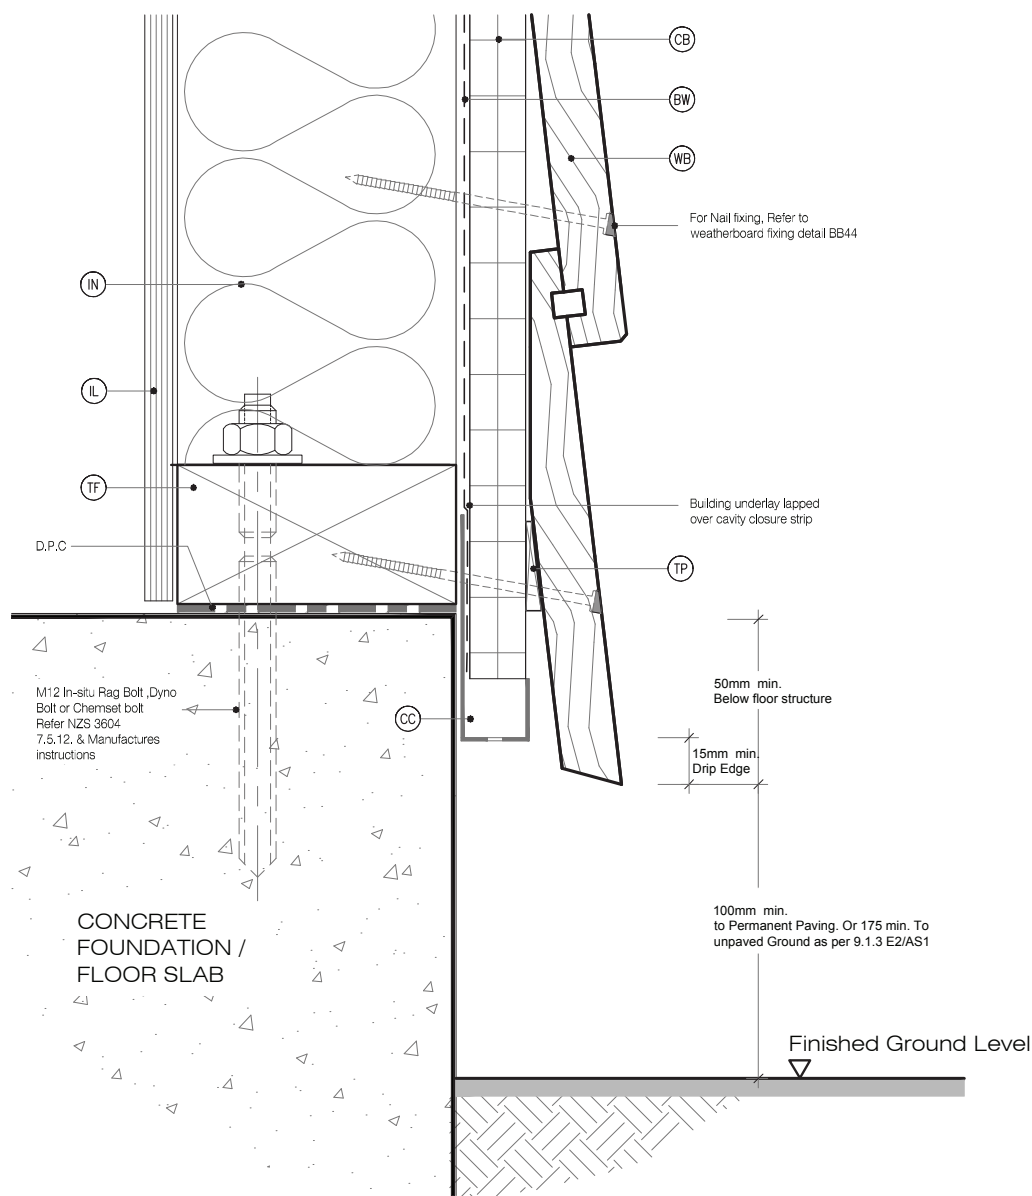 CB
BW
WB
For Nail fixing, Refer to
weatherboard fixing detail BB44
IN
IL
TF
Building underlay lapped
over cavity closure strip
D.P.C
TP
M12 In-situ Rag Bolt ,Dyno
Bolt or Chemset bolt
Refer NZS 3604
7.5.12. & Manufactures
instructions
CC
50mm min.
Below floor structure
15mm min.
Drip Edge
CONCRETE
FOUNDATION /
FLOOR SLAB
100mm min.
to Permanent Paving. Or 175 min. To
unpaved Ground as per 9.1.3 E2/AS1
Finished Ground Level